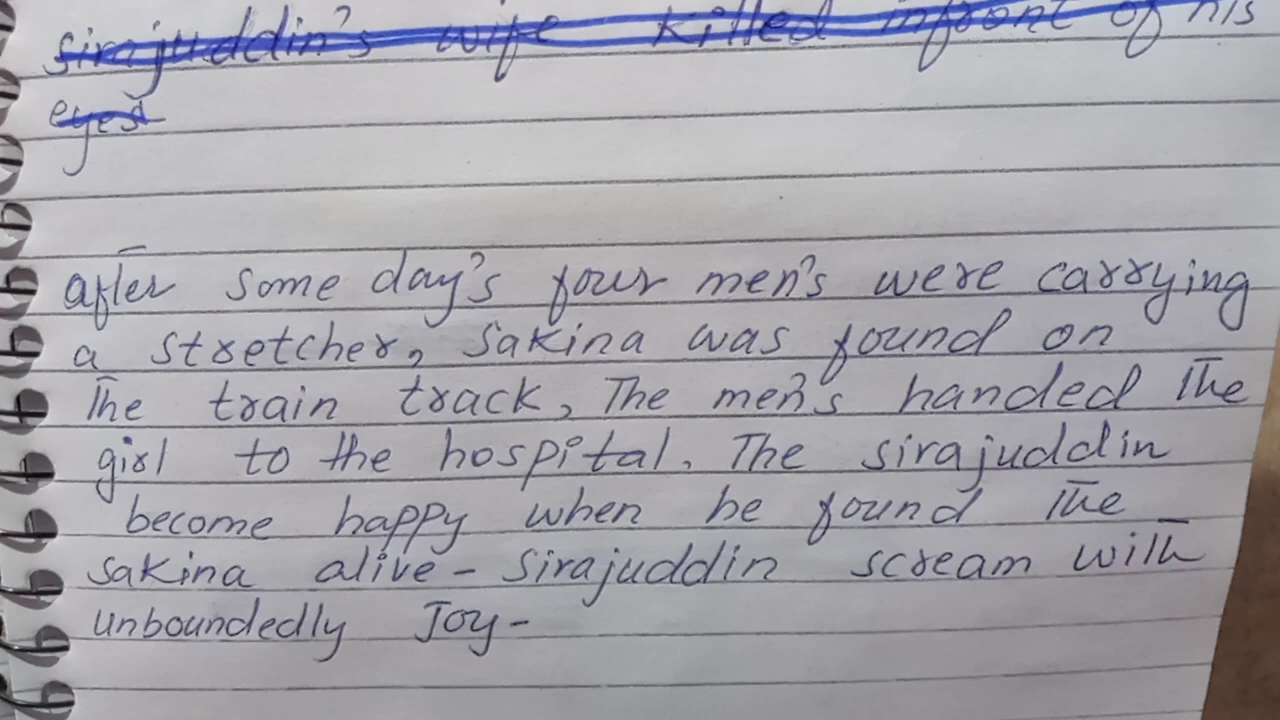 sirajuddin's wife killed infront of his
eyes
after some day's four men's were carrying
a stretcher, Sakina was found on
The train track, The men's handed The
girl to the hospital. The sirajuddin
become happy when he found The
sakina alive - Sirajuddin scream with
unboundedly Joy-